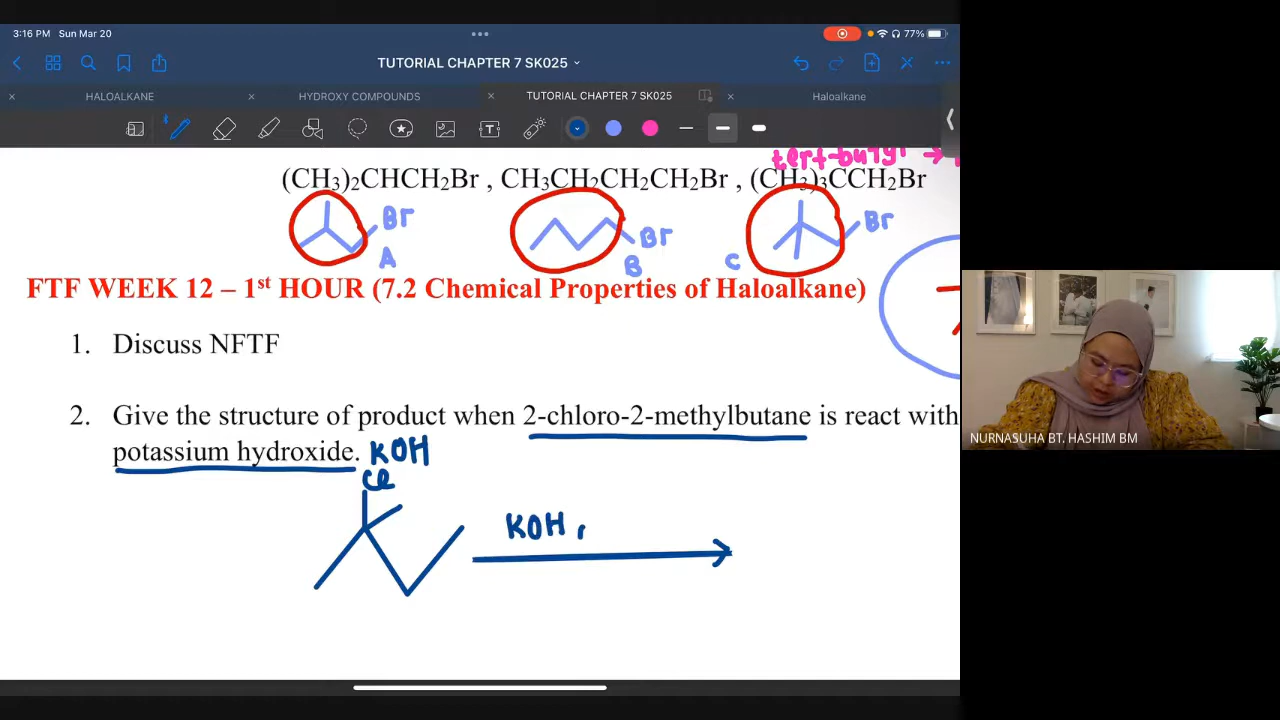 3:16 PM Sun Mar 20
77%
TUTORIAL CHAPTER 7 SK025
HALOALKANE
HYDROXY COMPOUNDS
TUTORIAL CHAPTER 7 SK025
Haloalkane
tert-butyl →
(CH3)2CHCH2Br , CH3CH2CH2CH2Br , (CH3)3CCH2Br
Br
A
Br
B
Br
C
FTF WEEK 12 – 1st HOUR (7.2 Chemical Properties of Haloalkane)
1. Discuss NFTF
2. Give the structure of product when 2-chloro-2-methylbutane is react with
potassium hydroxide. KOH
Cl
KOH,
NURNASUHA BT. HASHIM BM